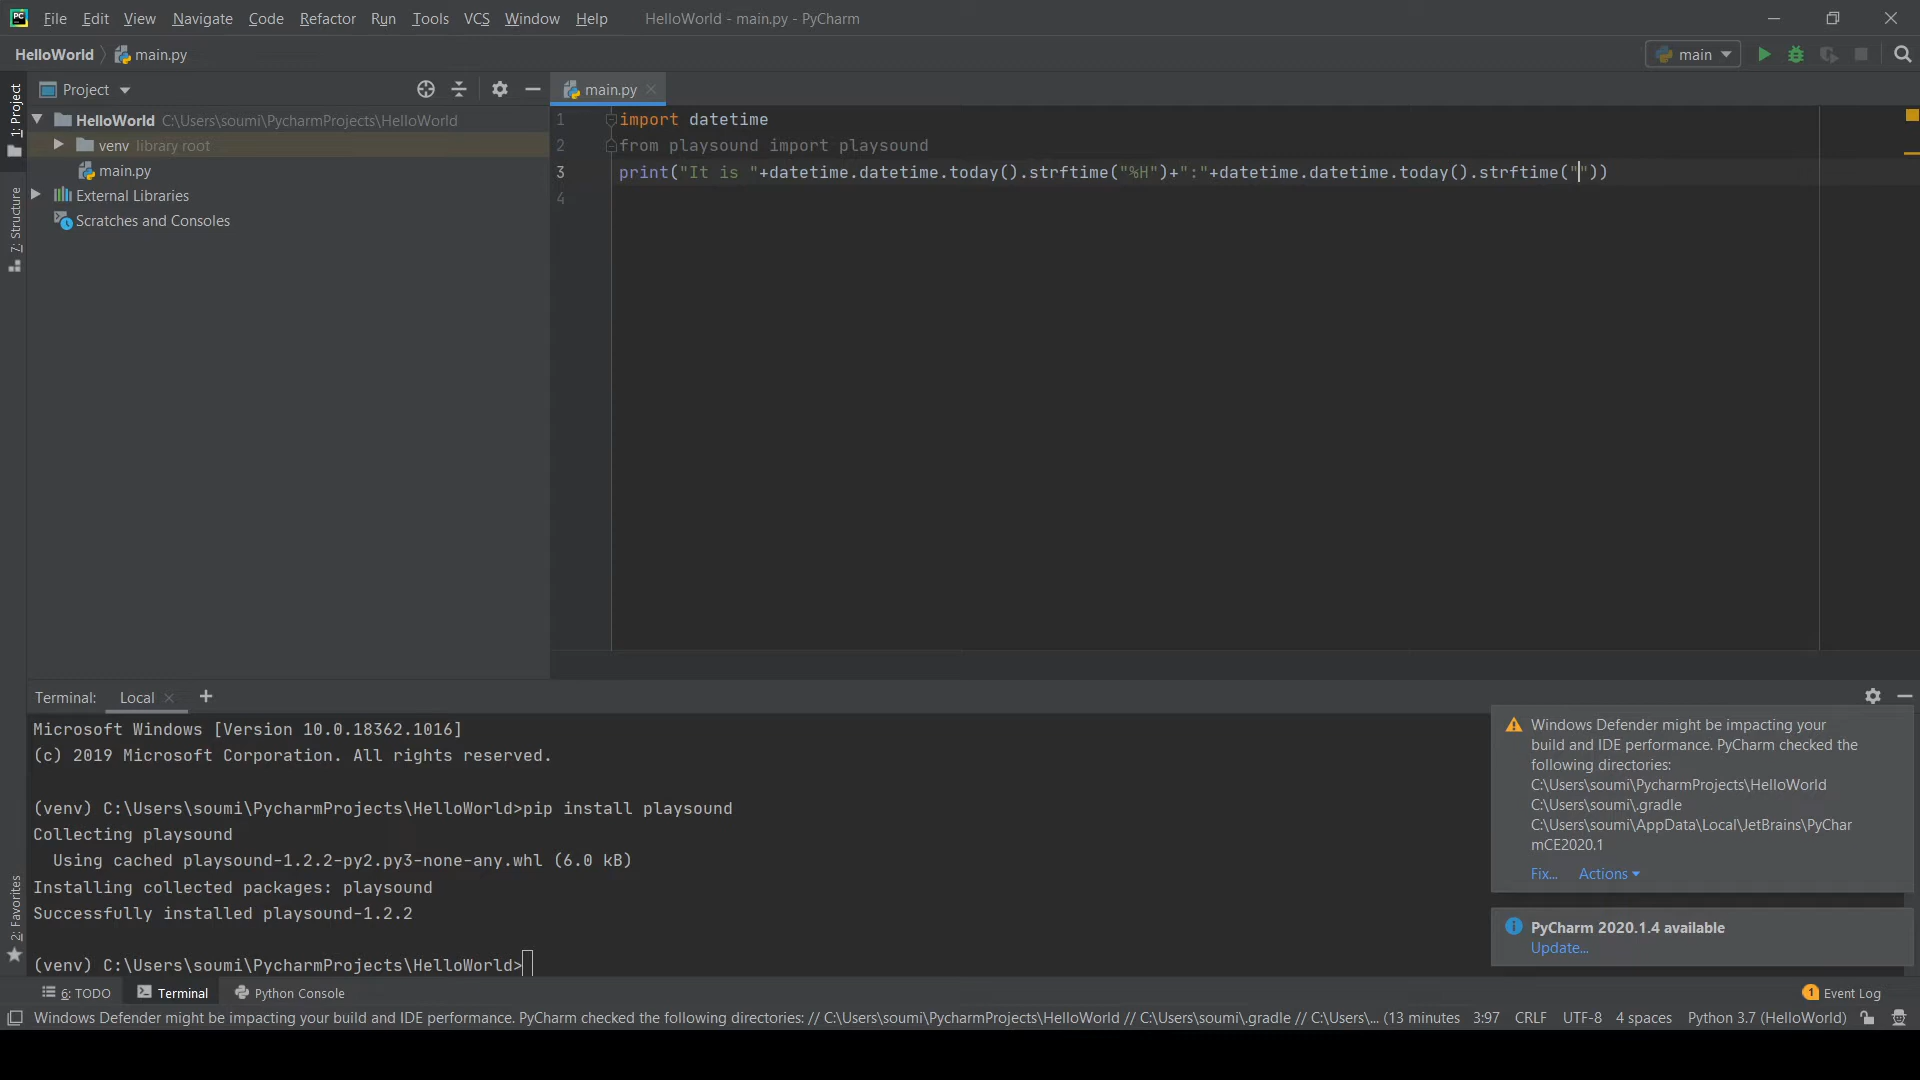 File Edit View Navigate Code Refactor Run Tools VCS Window Help HelloWorld - main.py - PyCharm
HelloWorld main.py main
1: Project
Project
main.py
HelloWorld C:\Users\soumi\PycharmProjects\HelloWorld
venv library root
main.py
External Libraries
Scratches and Consoles
7: Structure
1 import datetime
2 from playsound import playsound
3 print("It is "+datetime.datetime.today().strftime("%H")+":"+datetime.datetime.today().strftime(""))
4
Terminal: Local
Microsoft Windows [Version 10.0.18362.1016]
(c) 2019 Microsoft Corporation. All rights reserved.
(venv) C:\Users\soumi\PycharmProjects\HelloWorld>pip install playsound
Collecting playsound
Using cached playsound-1.2.2-py2.py3-none-any.whl (6.0 kB)
Installing collected packages: playsound
Successfully installed playsound-1.2.2
(venv) C:\Users\soumi\PycharmProjects\HelloWorld>
2: Favorites
Windows Defender might be impacting your
build and IDE performance. PyCharm checked the
following directories:
C:\Users\soumi\PycharmProjects\HelloWorld
C:\Users\soumi\.gradle
C:\Users\soumi\AppData\Local\JetBrains\PyChar
mCE2020.1
Fix... Actions
PyCharm 2020.1.4 available
Update...
6: TODO Terminal Python Console 1 Event Log
Windows Defender might be impacting your build and IDE performance. PyCharm checked the following directories: // C:\Users\soumi\PycharmProjects\HelloWorld // C:\Users\soumi\.gradle // C:\Users\... (13 minutes 3:97 CRLF UTF-8 4 spaces Python 3.7 (HelloWorld)